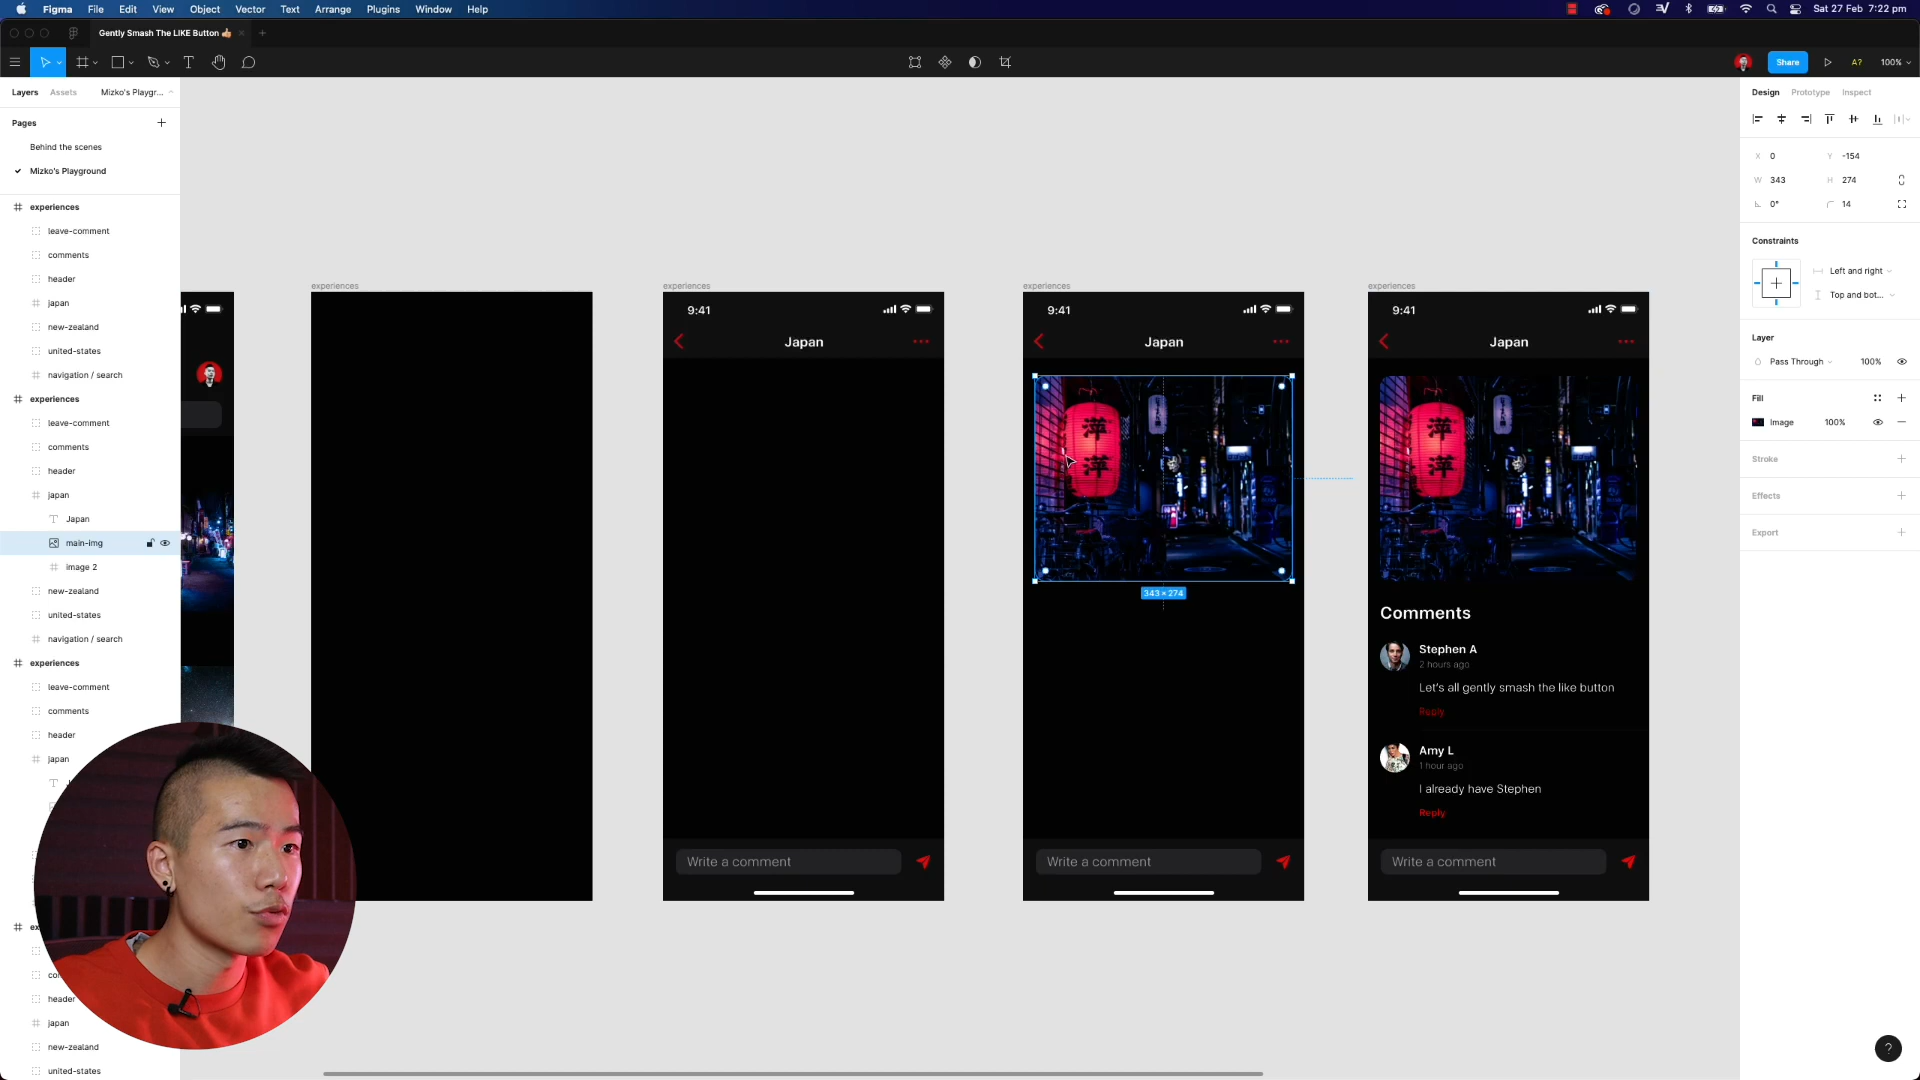 Figma File Edit View Object Vector Text Arrange Plugins Window Help
Sat 27 Feb 7:22 pm
Gently Smash The LIKE Button 👍🏼
Share
A?
100%
Layers
Assets
Mizko's Playgr...
Pages
Behind the scenes
Mizko's Playground
experiences
leave-comment
comments
header
japan
new-zealand
united-states
navigation / search
experiences
leave-comment
comments
header
japan
Japan
main-img
image 2
new-zealand
united-states
navigation / search
experiences
leave-comment
comments
header
japan
header
japan
new-zealand
united-states
experiences
experiences
9:41
Japan
Write a comment
experiences
9:41
Japan
萍
萍
343 × 274
Write a comment
experiences
9:41
Japan
萍
萍
Comments
Stephen A
2 hours ago
Let's all gently smash the like button
Reply
Amy L
1 hour ago
I already have Stephen
Reply
Write a comment
Design
Prototype
Inspect
X 0
Y -154
W 343
H 274
0°
14
Constraints
Left and right
Top and bot...
Layer
Pass Through
100%
Fill
Image
100%
Stroke
Effects
Export
?